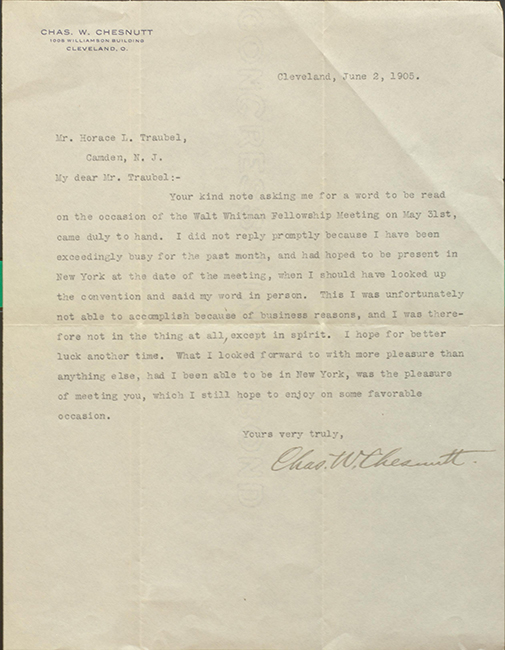 CHAS. W. CHESNUTT
1005 WILLIAMSON BUILDING
CLEVELAND, O.
Cleveland, June 2, 1905.
Mr. Horace L. Traubel,
Camden, N. J.
My dear Mr. Traubel:-
Your kind note asking me for a word to be read
on the occasion of the Walt Whitman Fellowship Meeting on May 31st,
came duly to hand. I did not reply promptly because I have been
exceedingly busy for the past month, and had hoped to be present in
New York at the date of the meeting, when I should have looked up
the convention and said my word in person. This I was unfortunately
not able to accomplish because of business reasons, and I was there-
fore not in the thing at all, except in spirit. I hope for better
luck another time. What I looked forward to with more pleasure than
anything else, had I been able to be in New York, was the pleasure
of meeting you, which I still hope to enjoy on some favorable
occasion.
Yours very truly,
Chas. W. Chesnutt.